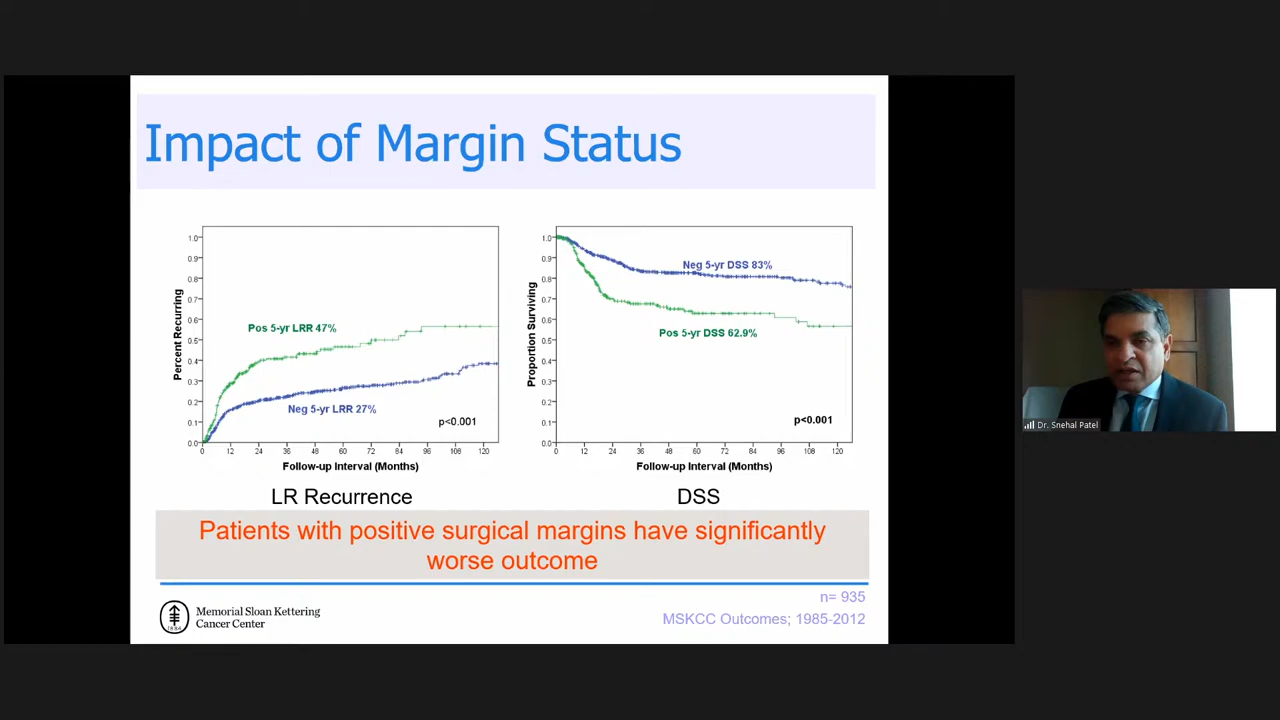 Impact of Margin Status
Percent Recurring
1.0
0.9
0.8
0.7
0.6
0.5
0.4
0.3
0.2
0.1
0.0
Pos 5-yr LRR 47%
Neg 5-yr LRR 27%
p<0.001
0 12 24 36 48 60 72 84 96 108 120
Follow-up Interval (Months)
LR Recurrence
Proportion Surviving
1.0
0.9
0.8
0.7
0.6
0.5
0.4
0.3
0.2
0.1
0.0
Neg 5-yr DSS 83%
Pos 5-yr DSS 62.9%
p<0.001
0 12 24 36 48 60 72 84 96 108 120
Follow-up Interval (Months)
DSS
Patients with positive surgical margins have significantly
worse outcome
Memorial Sloan Kettering
Cancer Center
n= 935
MSKCC Outcomes; 1985-2012
Dr. Snehal Patel